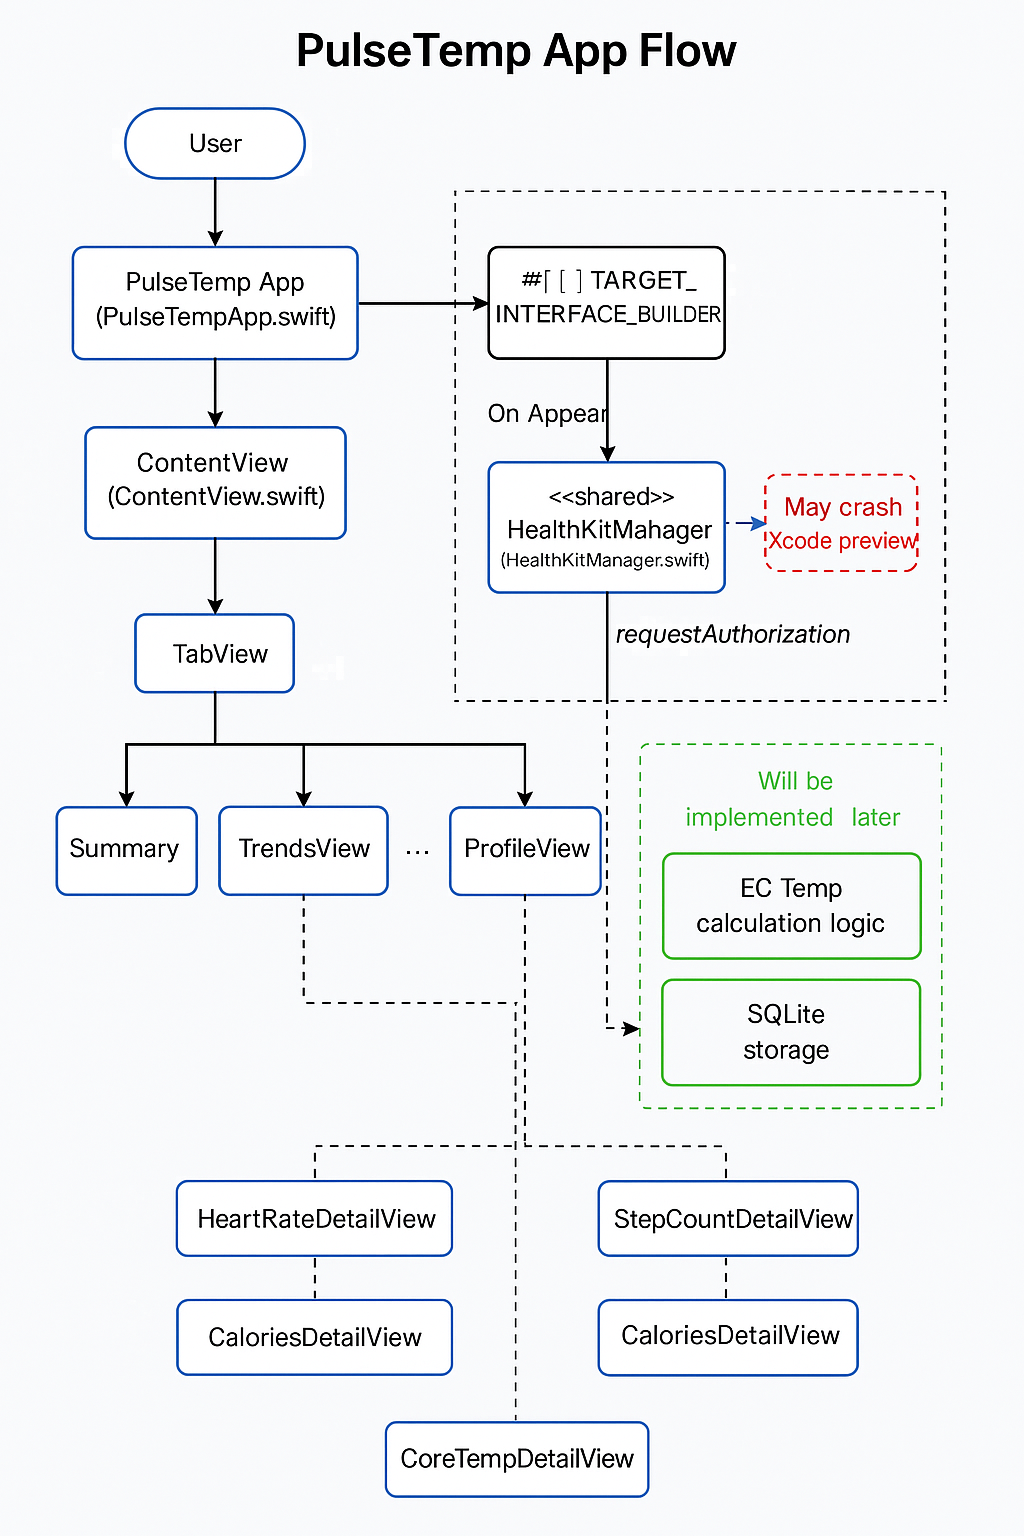 PulseTemp App Flow
User
PulseTemp App
(PulseTempApp.swift)
#⌈ [ ] TARGET_
INTERFACE_BUILDER
On Appear
ContentView
(ContentView.swift)
<<shared>>
HealthKitMahager
(HealthKitManager.swift)
May crash
Xcode preview
requestAuthorization
TabView
Summary
TrendsView
...
ProfileView
Will be
implemented later
EC Temp
calculation logic
SQLite
storage
HeartRateDetailView
StepCountDetailView
CaloriesDetailView
CaloriesDetailView
CoreTempDetailView